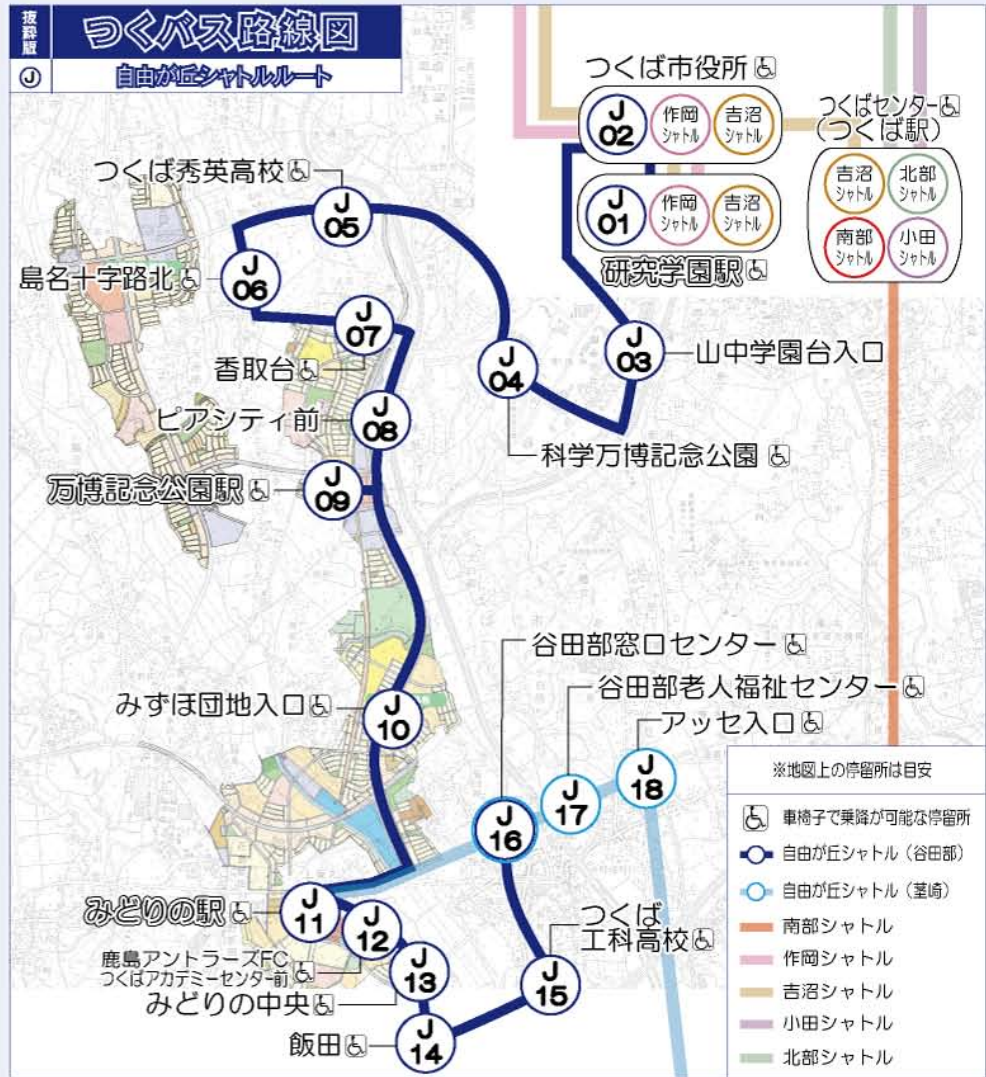 抜粋版
つくバス路線図
J
自由が丘シャトルルート
つくば市役所
J
02
作岡
シャトル
吉沼
シャトル
つくばセンター
(つくば駅)
吉沼
シャトル
北部
シャトル
南部
シャトル
小田
シャトル
J
01
作岡
シャトル
吉沼
シャトル
研究学園駅
つくば秀英高校
J
05
島名十字路北
J
06
J
07
香取台
J
03
山中学園台入口
J
04
科学万博記念公園
ピアシティ前
J
08
万博記念公園駅
J
09
みずほ団地入口
J
10
谷田部窓口センター
谷田部老人福祉センター
アッセ入口
J
16
J
17
J
18
みどりの駅
J
11
J
12
鹿島アントラーズFC
つくばアカデミーセンター前
J
13
みどりの中央
飯田
J
14
J
15
つくば
工科高校
※地図上の停留所は目安
車椅子で乗降が可能な停留所
自由が丘シャトル(谷田部)
自由が丘シャトル(茎崎)
南部シャトル
作岡シャトル
吉沼シャトル
小田シャトル
北部シャトル